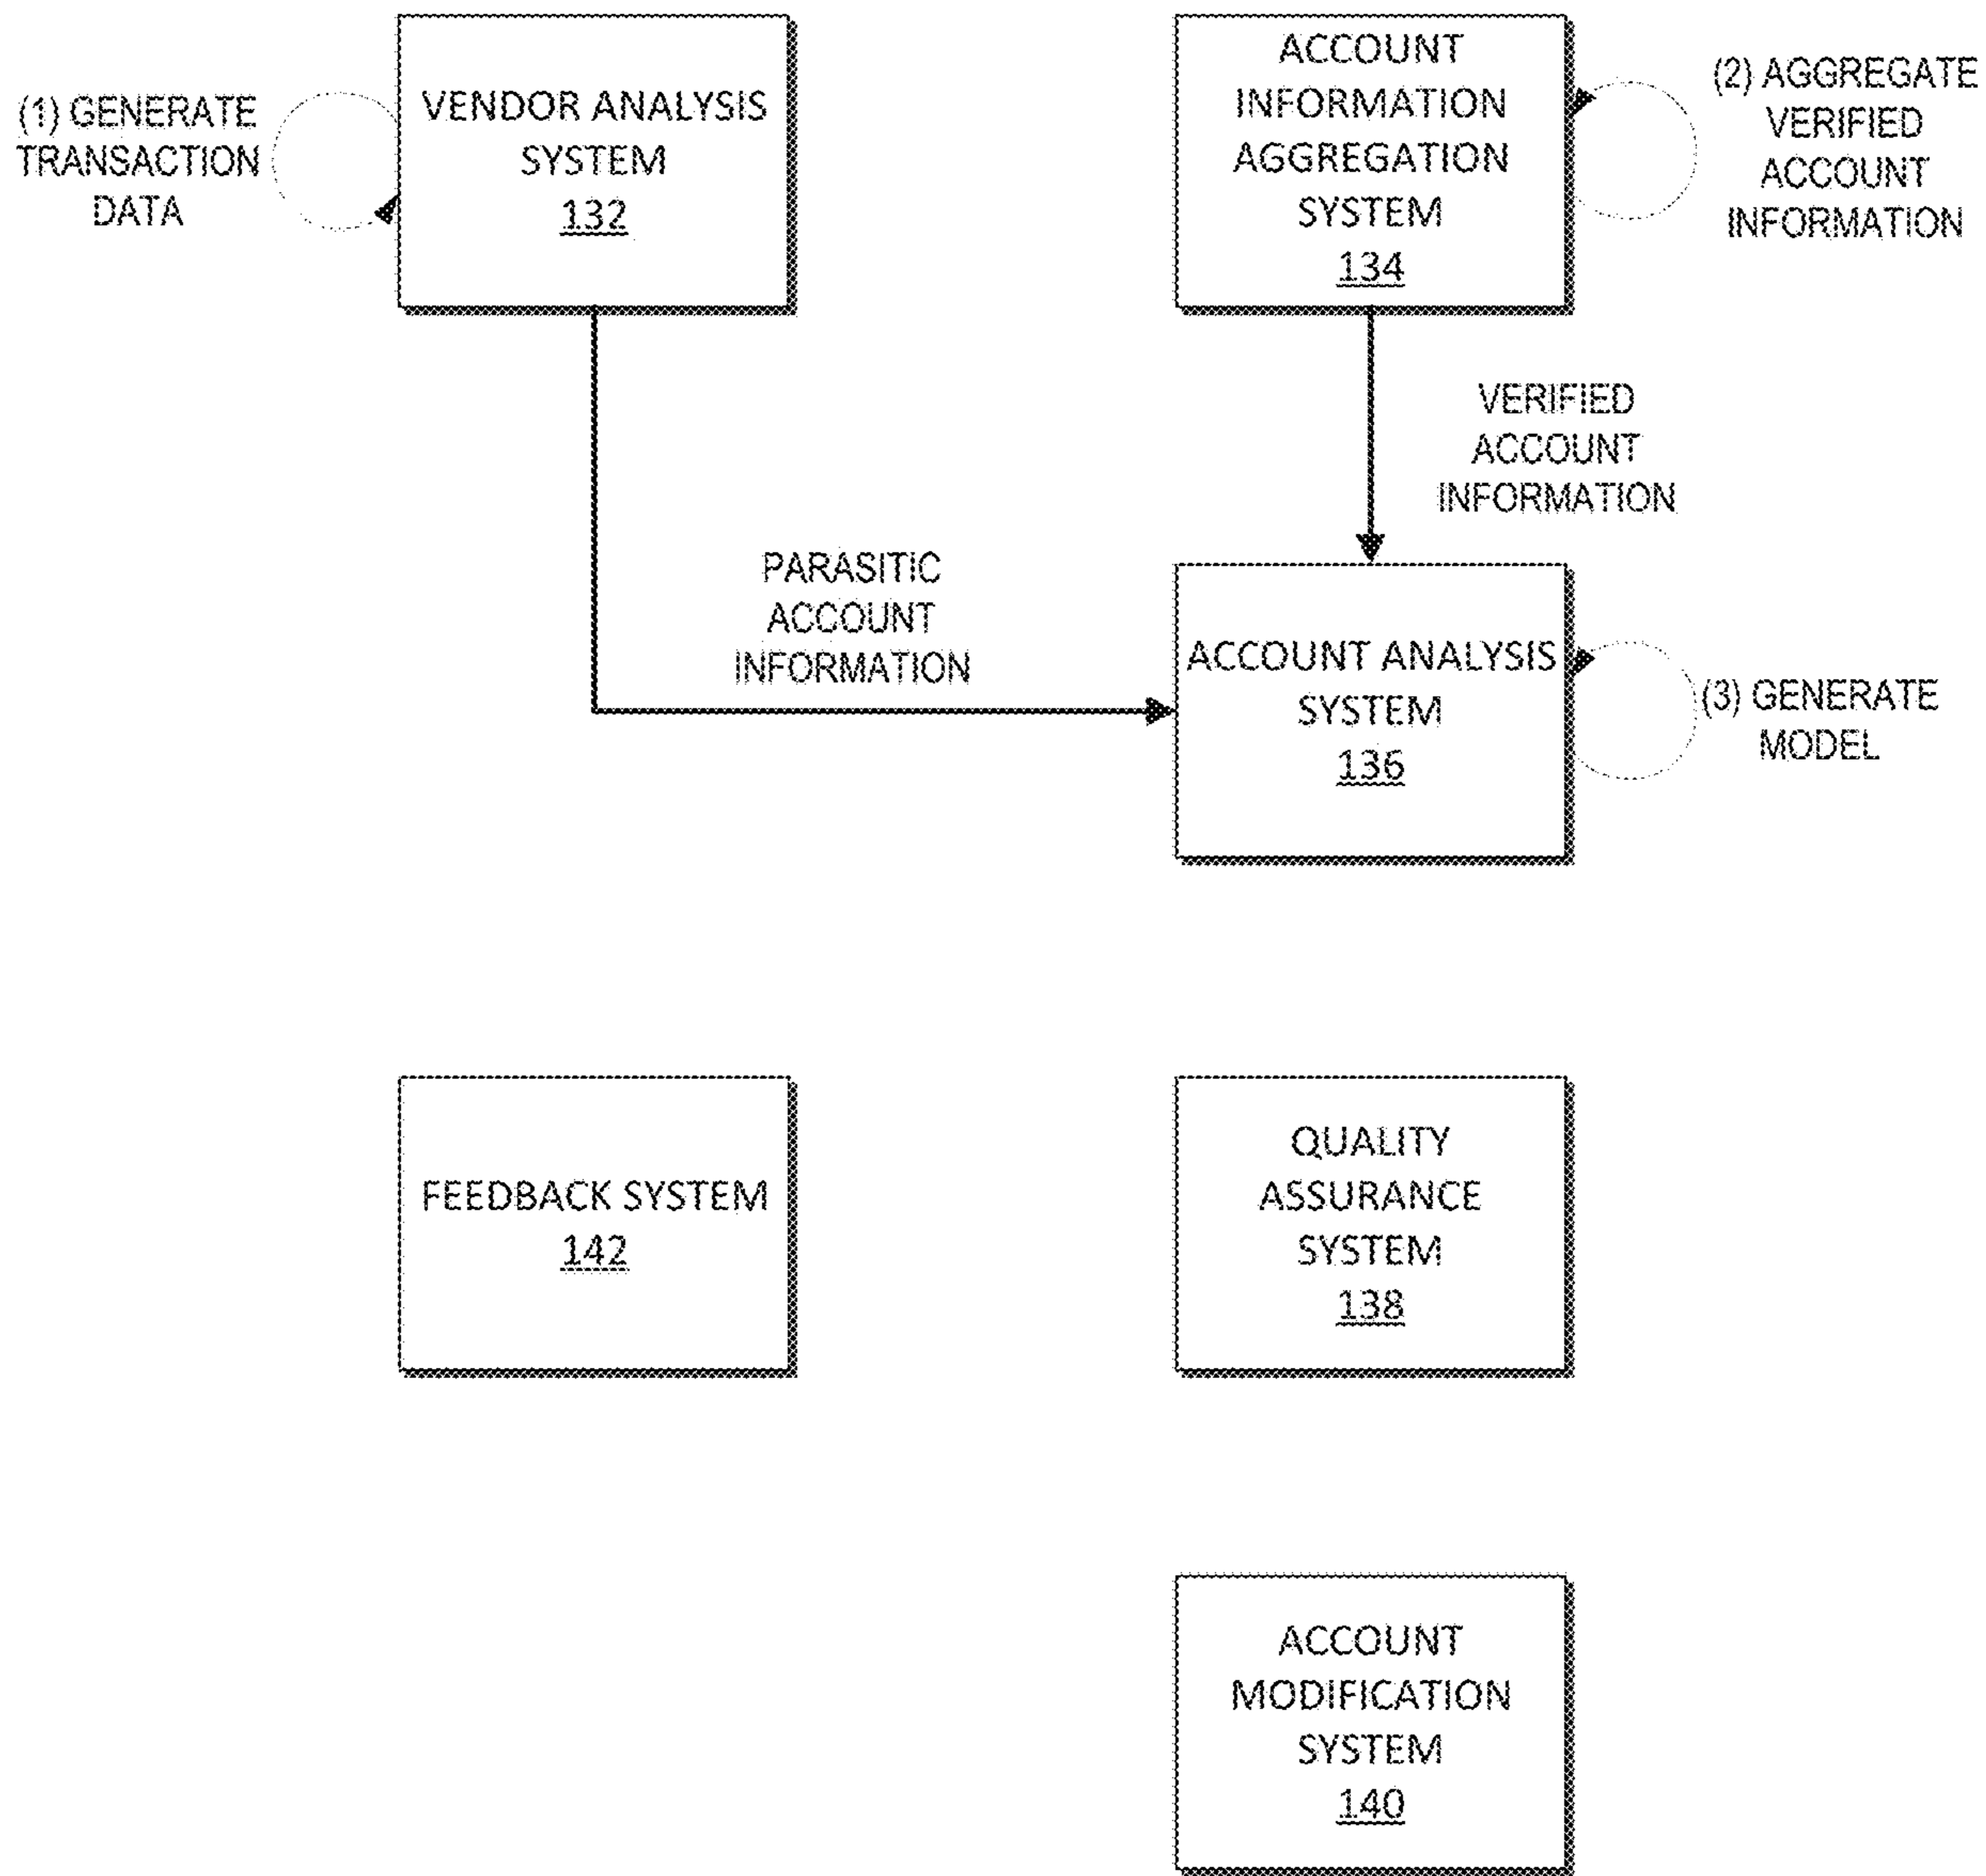 (1) GENERATE
TRANSACTION
DATA
VENDOR ANALYSIS
SYSTEM
132
ACCOUNT
INFORMATION
AGGREGATION
SYSTEM
134
(2) AGGREGATE
VERIFIED
ACCOUNT
INFORMATION
VERIFIED
ACCOUNT
INFORMATION
PARASITIC
ACCOUNT
INFORMATION
ACCOUNT ANALYSIS
SYSTEM
136
(3) GENERATE
MODEL
FEEDBACK SYSTEM
142
QUALITY
ASSURANCE
SYSTEM
138
ACCOUNT
MODIFICATION
SYSTEM
140